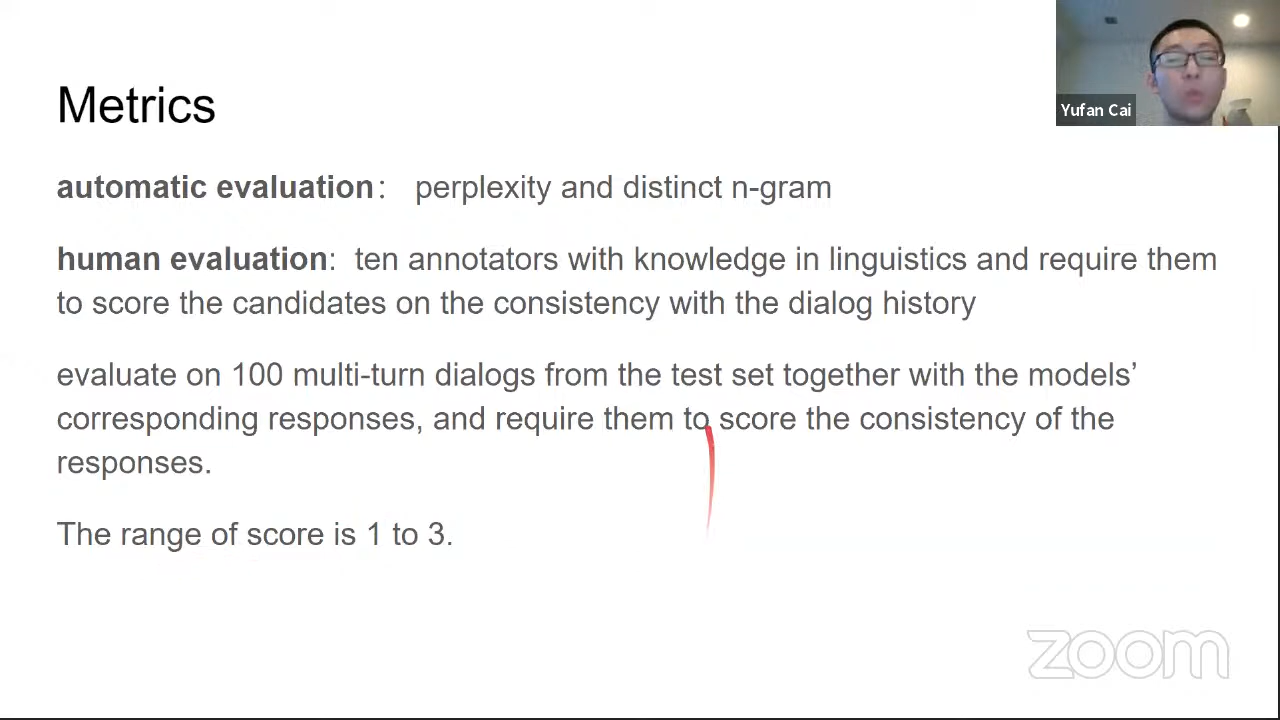 Metrics
Yufan Cai
automatic evaluation： perplexity and distinct n-gram
human evaluation: ten annotators with knowledge in linguistics and require them
to score the candidates on the consistency with the dialog history
evaluate on 100 multi-turn dialogs from the test set together with the models’
corresponding responses, and require them to score the consistency of the
responses.
The range of score is 1 to 3.
zoom